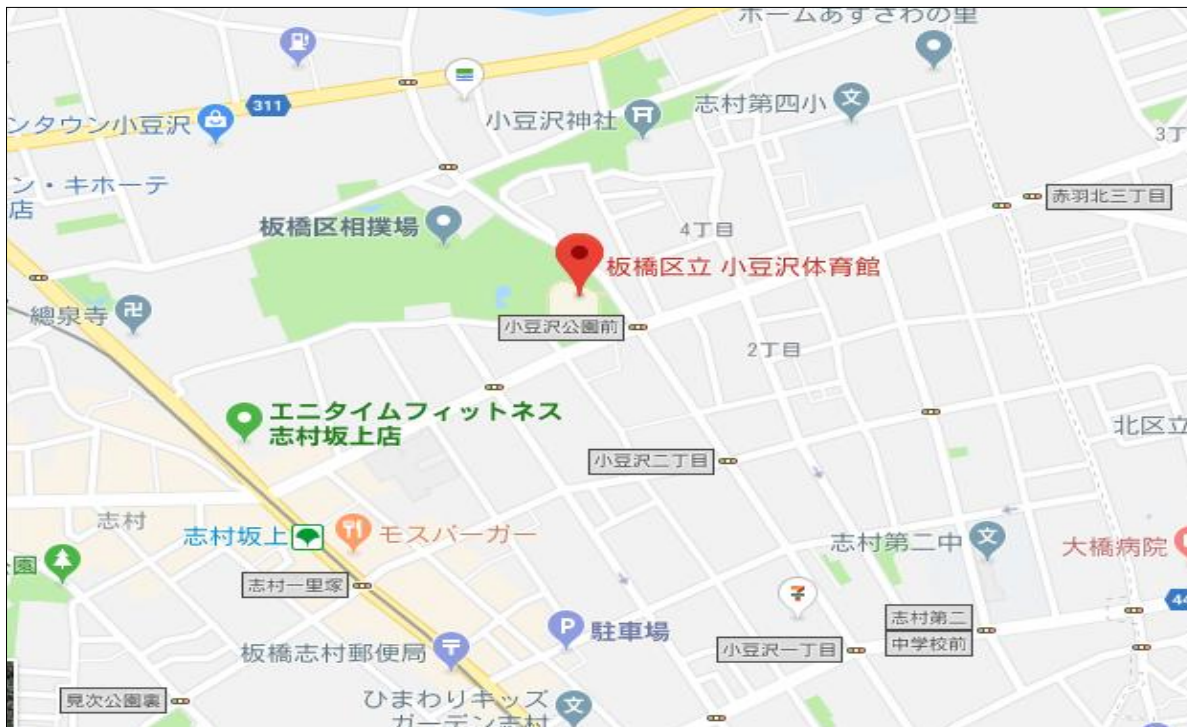 ホームあずさわの里
311
ンタウン小豆沢
小豆沢神社
志村第四小
3丁
ン・キホーテ
店
赤羽北三丁目
板橋区相撲場
4丁目
板橋区立 小豆沢体育館
總泉寺
小豆沢公園前
2丁目
エニタイムフィットネス
志村坂上店
北区立
小豆沢二丁目
志村
志村坂上
モスバーガー
志村第二中
大橋病院
公園
志村一里塚
44
志村第二
中学校前
駐車場
板橋志村郵便局
小豆沢一丁目
見次公園裏
ひまわりキッズ
ガーデン志村